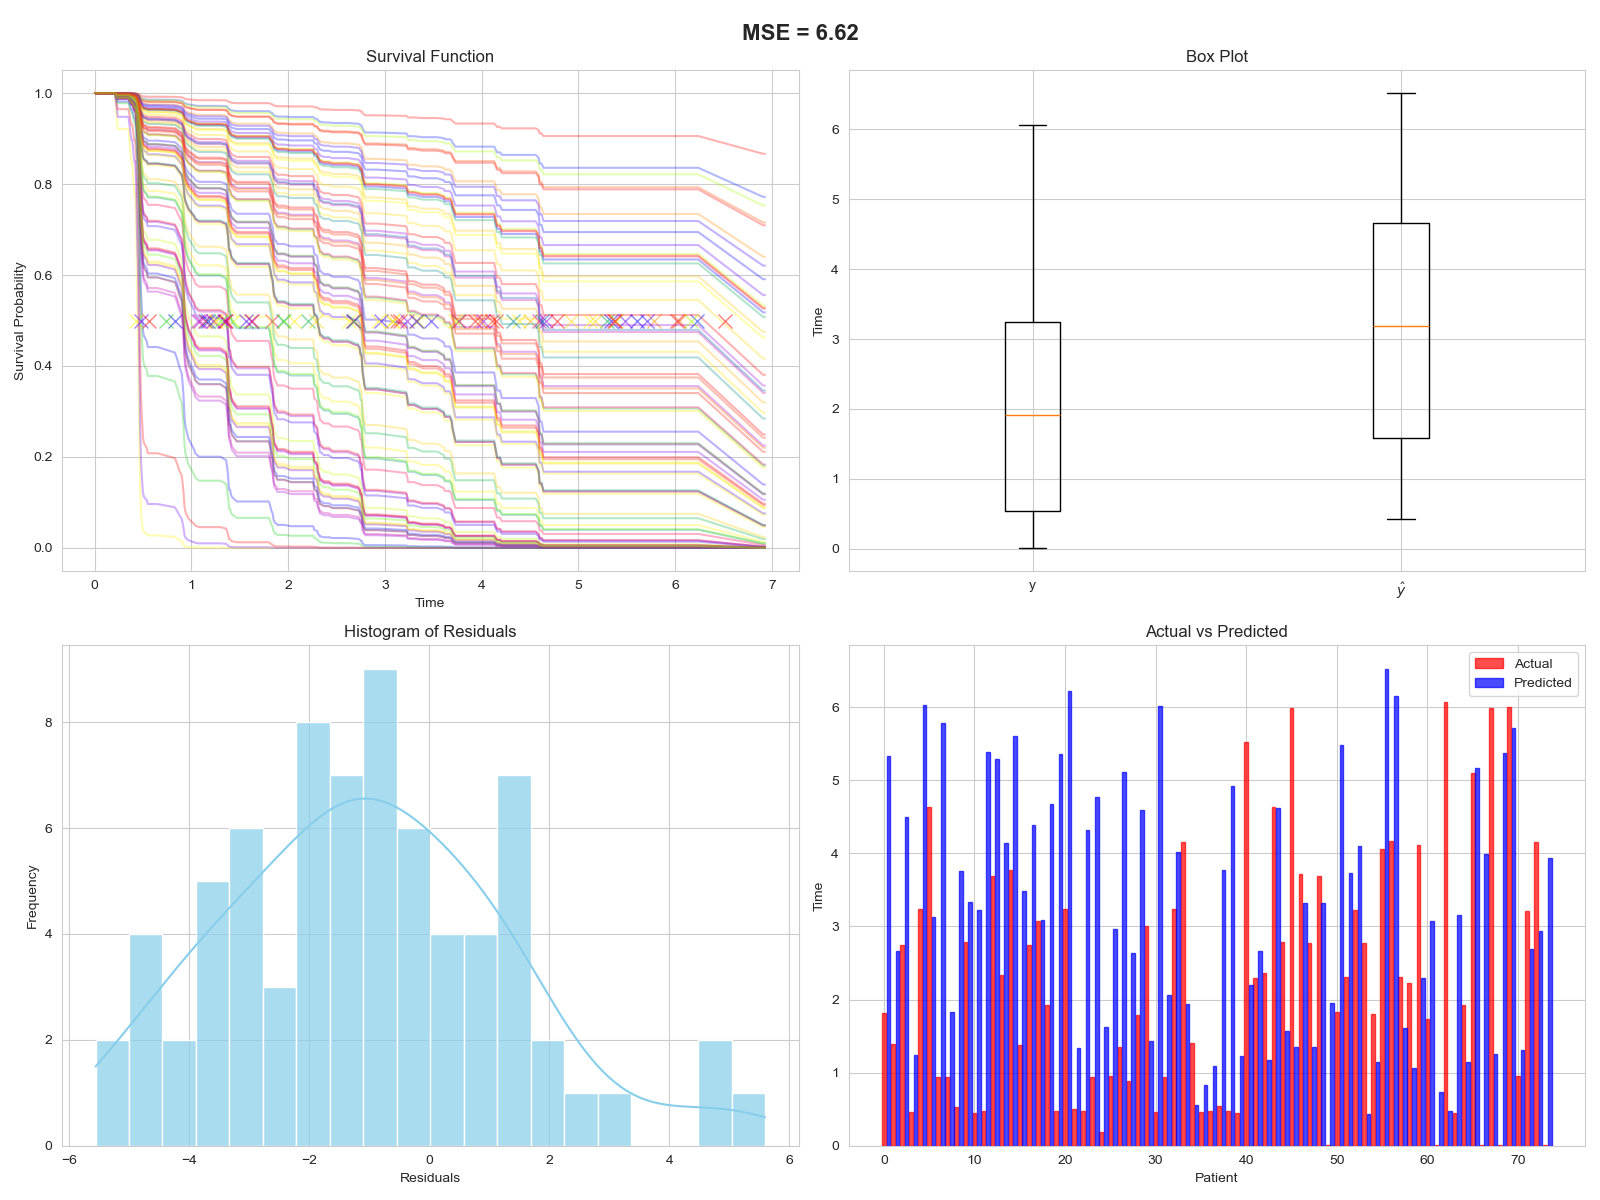 MSE = 6.62
Survival Function
Survival Probability
1.0
0.8
0.6
0.4
0.2
0.0
0 1 2 3 4 5 6 7
Time
Box Plot
Time
6
5
4
3
2
1
0
y ŷ
Histogram of Residuals
Frequency
8
6
4
2
0
−6 −4 −2 0 2 4 6
Residuals
Actual vs Predicted
Actual
Predicted
Time
6
5
4
3
2
1
0
0 10 20 30 40 50 60 70
Patient